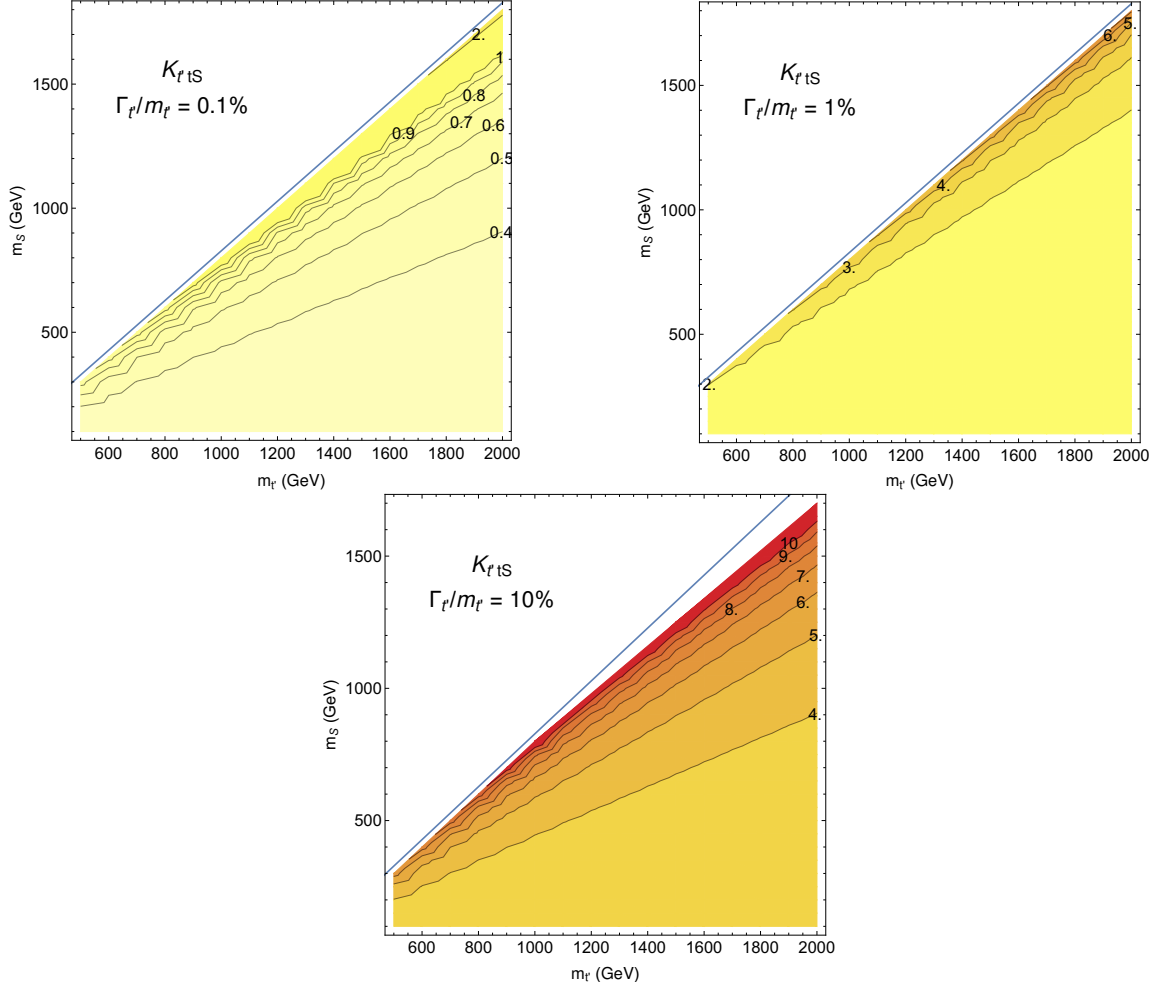 K_{t' tS}
Γ_{t'}/m_{t'} = 0.1%
2.
1
0.9
0.8
0.7
0.6
0.5
0.4
1500
1000
500
m_S (GeV)
600 800 1000 1200 1400 1600 1800 2000
m_{t'} (GeV)
K_{t' tS}
Γ_{t'}/m_{t'} = 1%
5.
6.
4.
3.
2.
1500
1000
500
m_S (GeV)
600 800 1000 1200 1400 1600 1800 2000
m_{t'} (GeV)
K_{t' tS}
Γ_{t'}/m_{t'} = 10%
10
9.
8.
7.
6.
5.
4.
1500
1000
500
m_S (GeV)
600 800 1000 1200 1400 1600 1800 2000
m_{t'} (GeV)